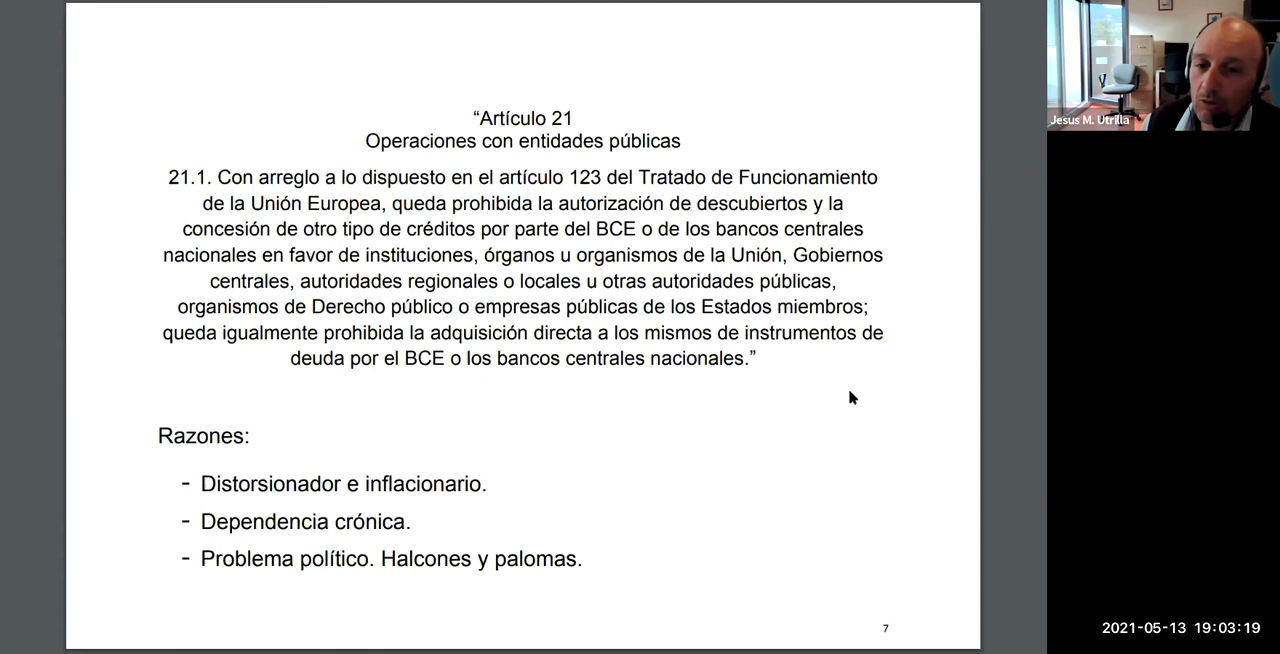 “Artículo 21
Operaciones con entidades públicas
21.1. Con arreglo a lo dispuesto en el artículo 123 del Tratado de Funcionamiento
de la Unión Europea, queda prohibida la autorización de descubiertos y la
concesión de otro tipo de créditos por parte del BCE o de los bancos centrales
nacionales en favor de instituciones, órganos u organismos de la Unión, Gobiernos
centrales, autoridades regionales o locales u otras autoridades públicas,
organismos de Derecho público o empresas públicas de los Estados miembros;
queda igualmente prohibida la adquisición directa a los mismos de instrumentos de
deuda por el BCE o los bancos centrales nacionales.”
Razones:
- Distorsionador e inflacionario.
- Dependencia crónica.
- Problema político. Halcones y palomas.
7
Jesus M. Utrilla
2021-05-13 19:03:19